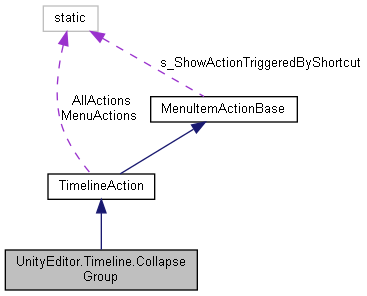 static
s_ShowActionTriggeredByShortcut
AllActions
MenuActions
MenuItemActionBase
TimelineAction
UnityEditor.Timeline.Collapse
Group